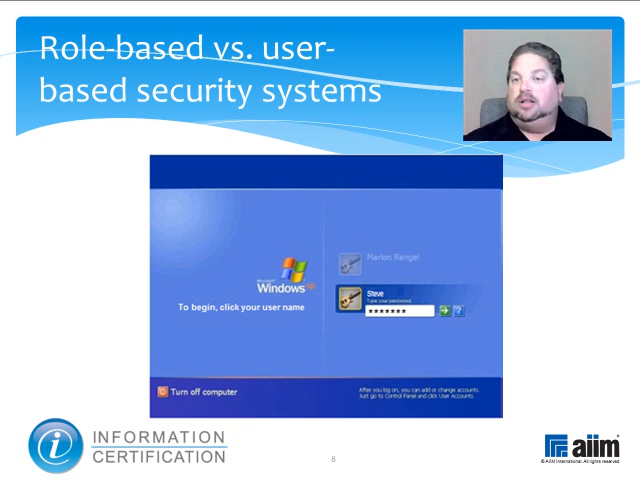 Role-based vs. user-
based security systems
Marlon Rangel
Microsoft
Windows xp
Steve
Type your password
To begin, click your user name
?
Turn off computer
After you log on, you can add or change accounts.
Just go to Control Panel and click User Accounts.
i
INFORMATION
CERTIFICATION
8
aiim
© AIIM International. All rights reserved